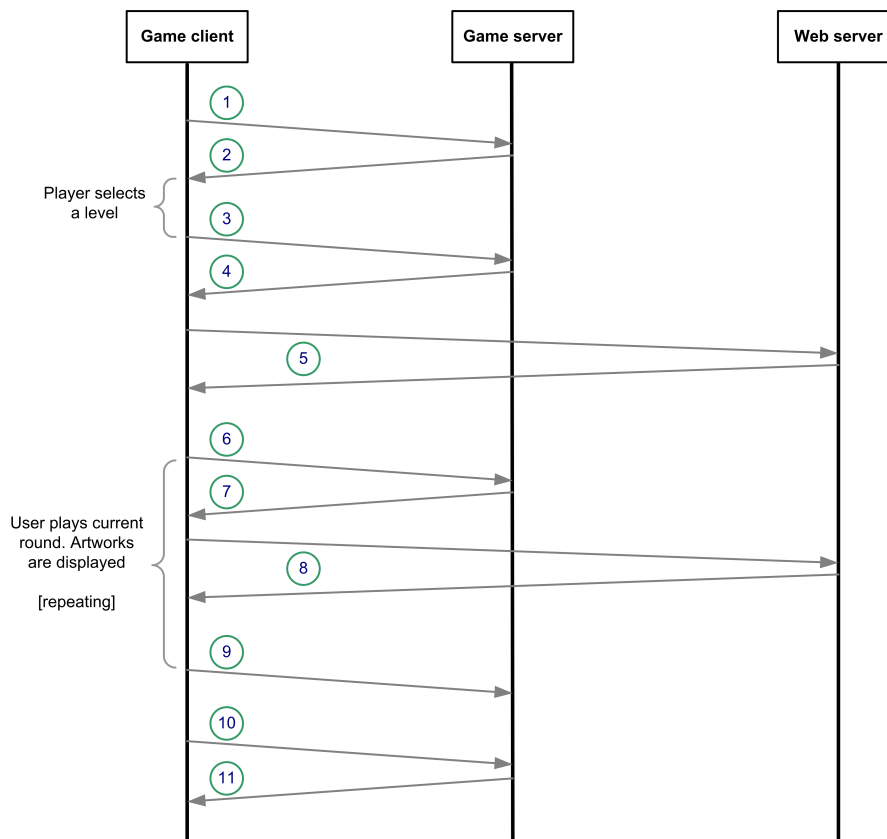 Game client
Game server
Web server
1
2
Player selects
a level
3
4
5
6
7
User plays current
round. Artworks
are displayed
8
[repeating]
9
10
11